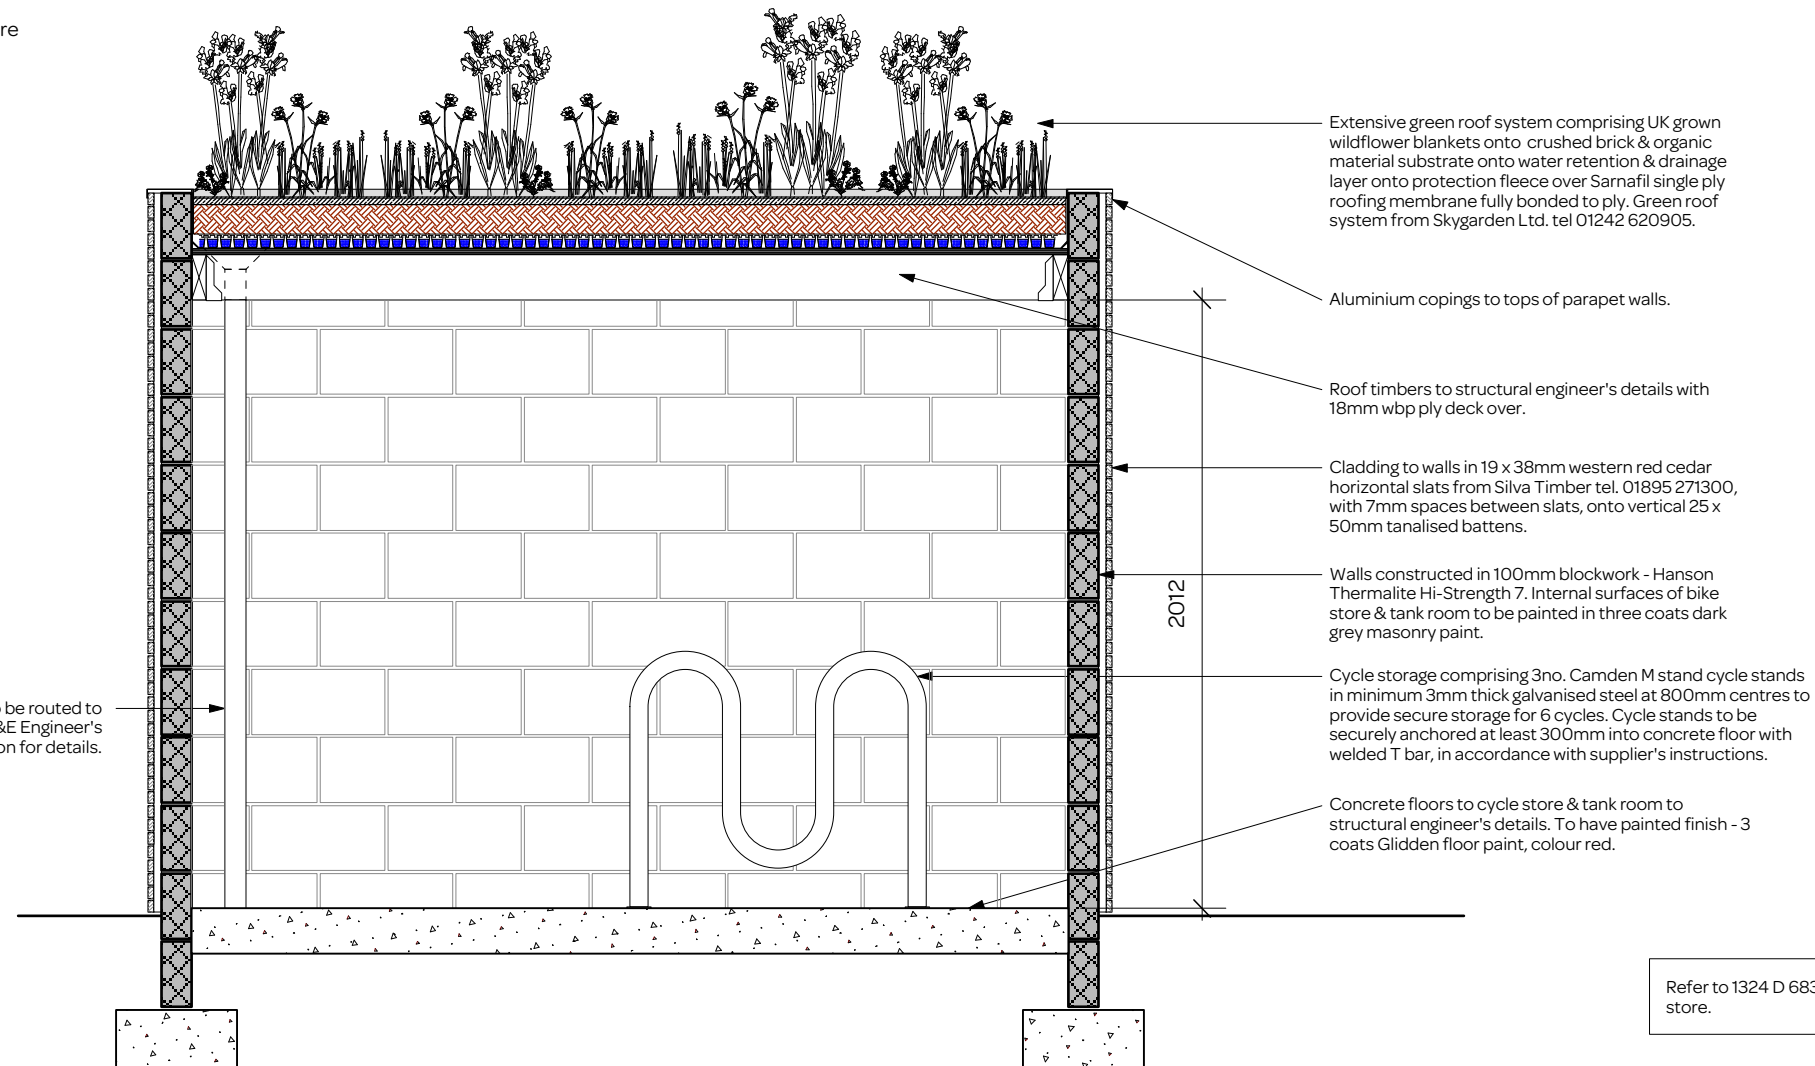 Extensive green roof system comprising UK grown
wildflower blankets onto crushed brick & organic
material substrate onto water retention & drainage
layer onto protection fleece over Sarnafil single ply
roofing membrane fully bonded to ply. Green roof
system from Skygarden Ltd. tel 01242 620905.
Aluminium copings to tops of parapet walls.
Roof timbers to structural engineer's details with
18mm wbp ply deck over.
Cladding to walls in 19 x 38mm western red cedar
horizontal slats from Silva Timber tel. 01895 271300,
with 7mm spaces between slats, onto vertical 25 x
50mm tanalised battens.
Walls constructed in 100mm blockwork - Hanson
Thermalite Hi-Strength 7. Internal surfaces of bike
store & tank room to be painted in three coats dark
grey masonry paint.
2012
Cycle storage comprising 3no. Camden M stand cycle stands
in minimum 3mm thick galvanised steel at 800mm centres to
provide secure storage for 6 cycles. Cycle stands to be
securely anchored at least 300mm into concrete floor with
welded T bar, in accordance with supplier's instructions.
be routed to
&E Engineer's
on for details.
Concrete floors to cycle store & tank room to
structural engineer's details. To have painted finish - 3
coats Glidden floor paint, colour red.
Refer to 1324 D 683
store.